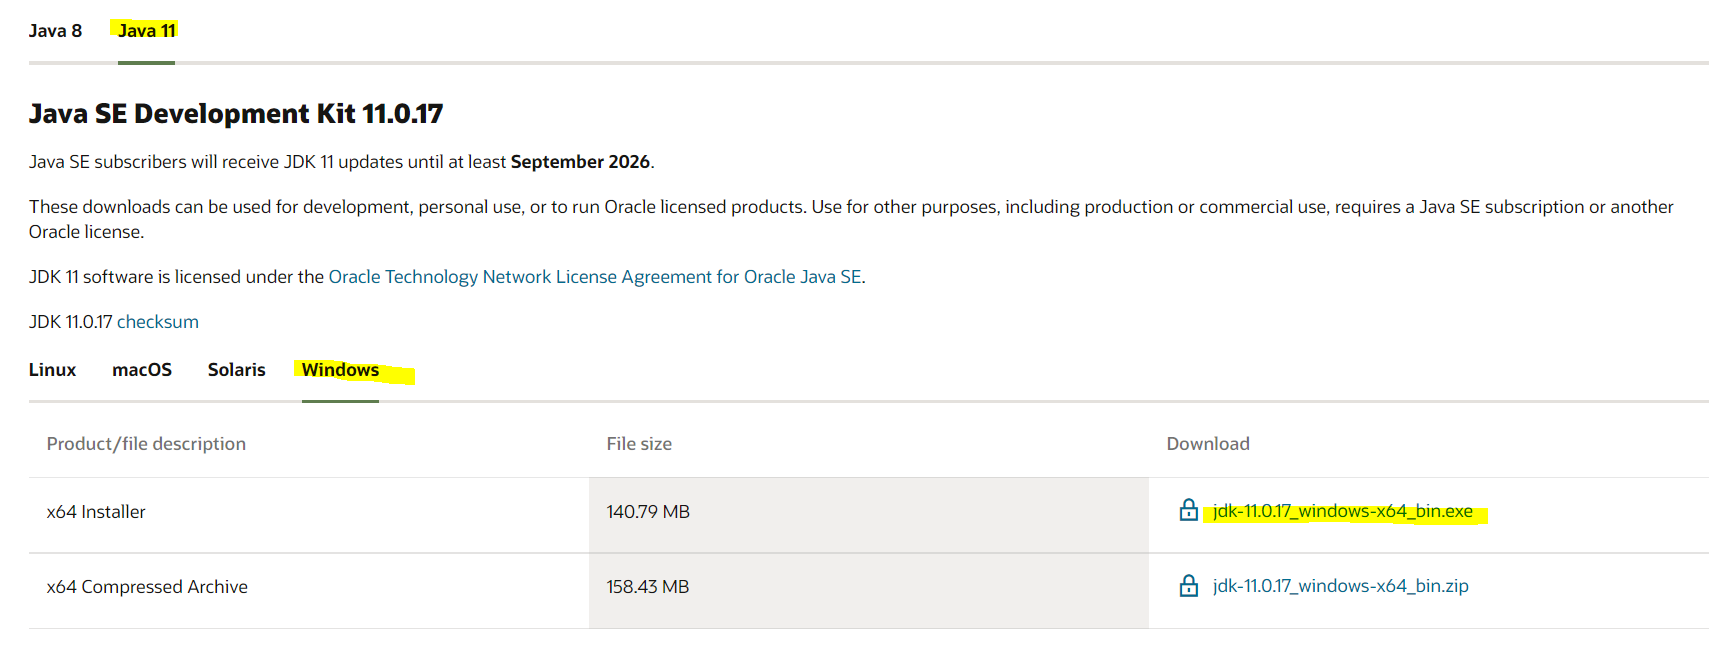 Java 8 Java 11
Java SE Development Kit 11.0.17
Java SE subscribers will receive JDK 11 updates until at least September 2026.
These downloads can be used for development, personal use, or to run Oracle licensed products. Use for other purposes, including production or commercial use, requires a Java SE subscription or another
Oracle license.
JDK 11 software is licensed under the Oracle Technology Network License Agreement for Oracle Java SE.
JDK 11.0.17 checksum
Linux macOS Solaris Windows
Product/file description File size Download
x64 Installer 140.79 MB jdk-11.0.17_windows-x64_bin.exe
x64 Compressed Archive 158.43 MB jdk-11.0.17_windows-x64_bin.zip